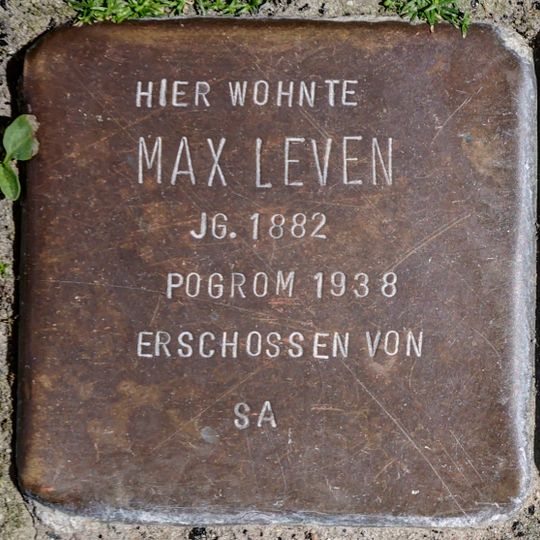 HIER WOHNTE
MAX LEVEN
JG. 1882
POGROM 1938
ERSCHOSSEN VON
SA